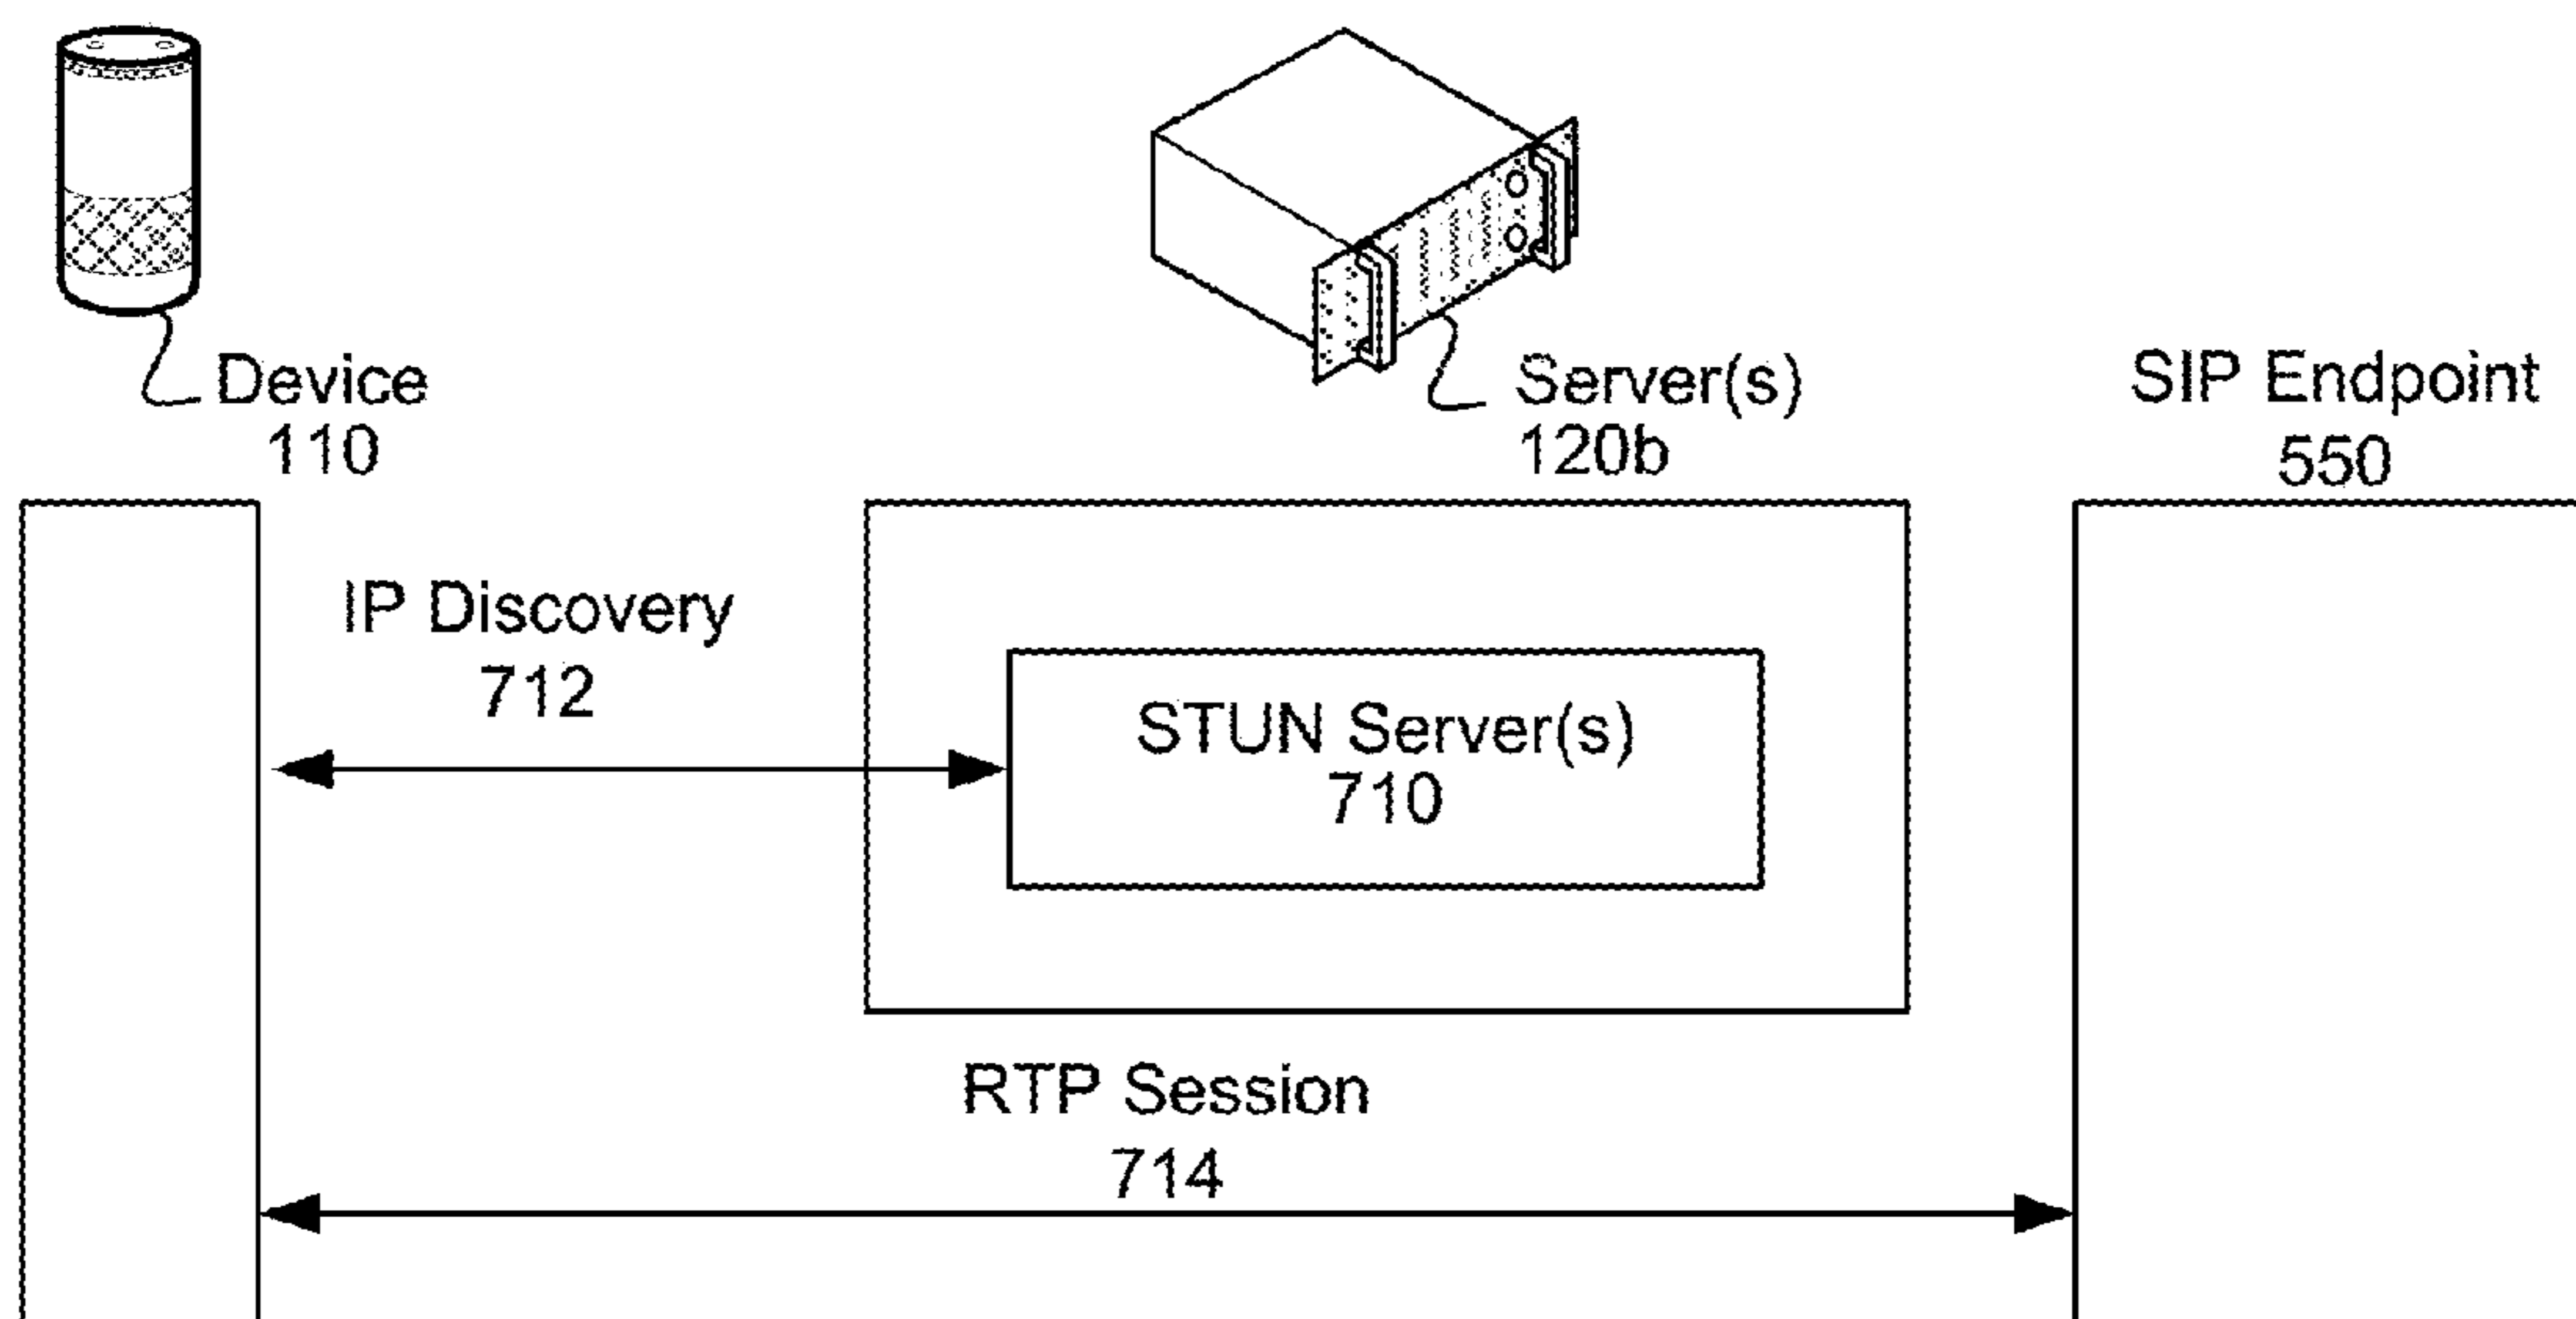 Device
110
Server(s)
120b
SIP Endpoint
550
IP Discovery
712
STUN Server(s)
710
RTP Session
714